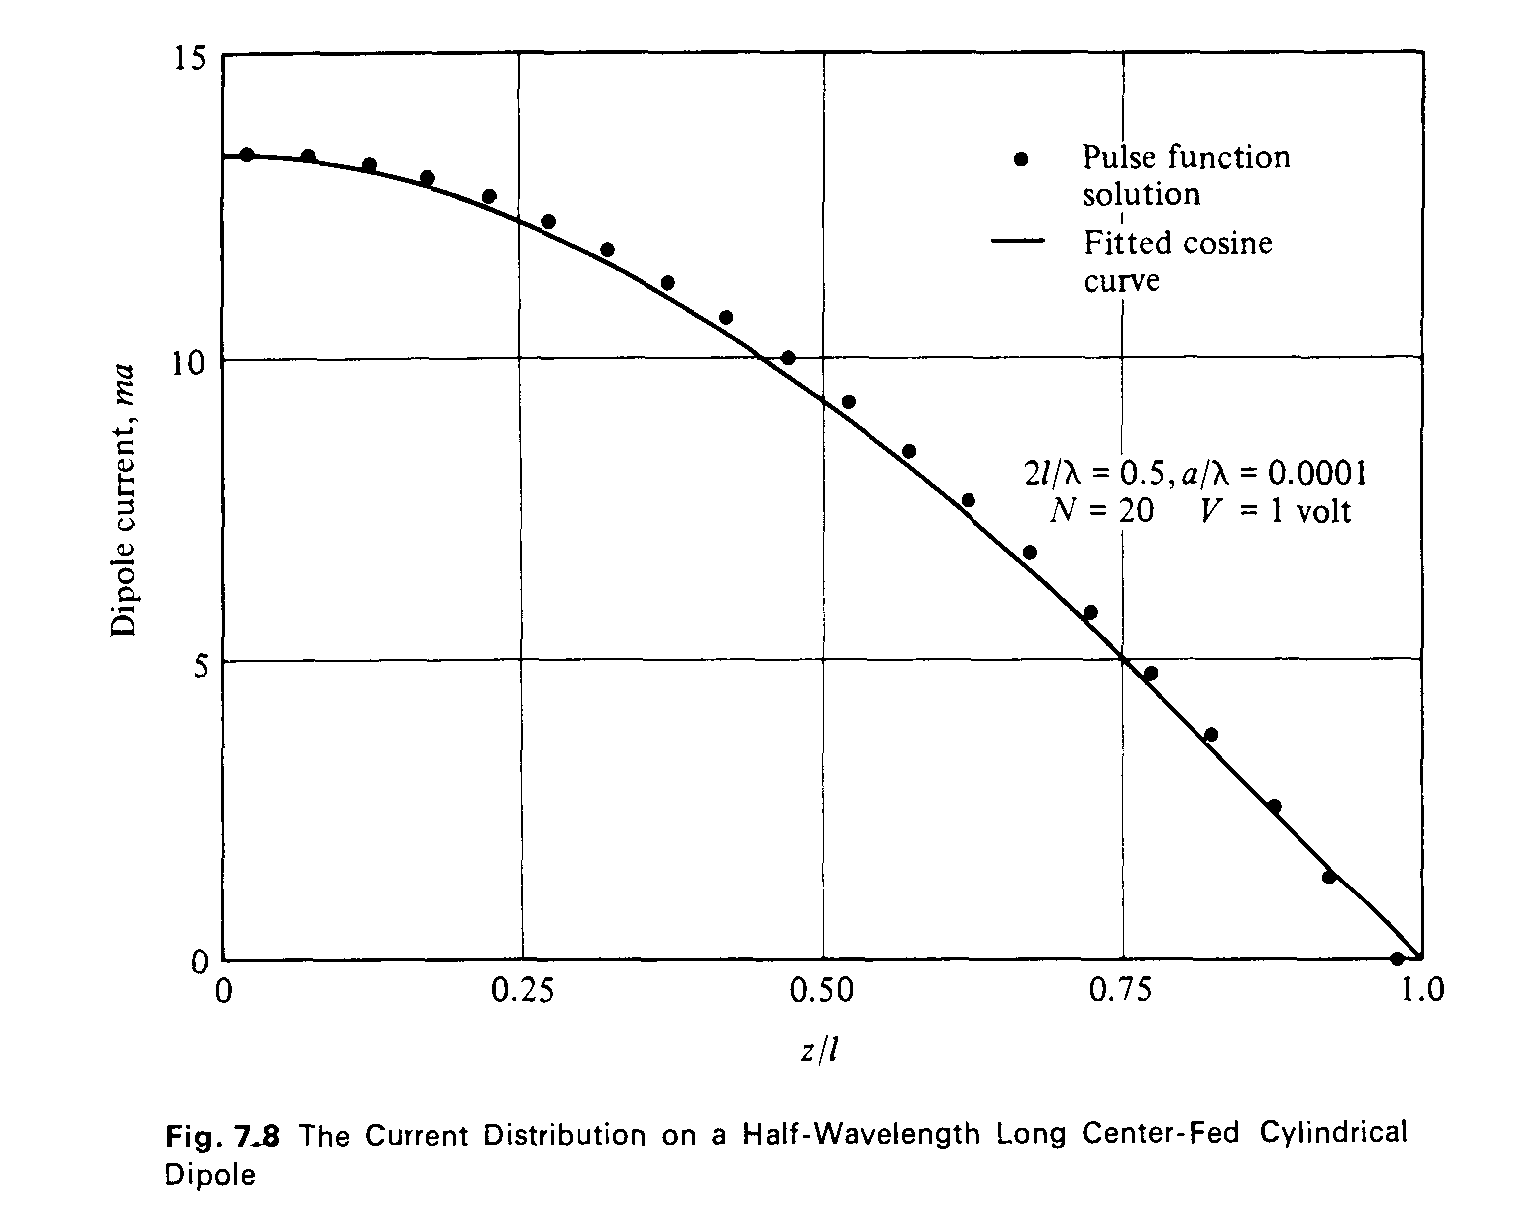 15
Pulse function
solution
Fitted cosine
curve
10
Dipole current, ma
2l/λ = 0.5, a/λ = 0.0001
N = 20 V = 1 volt
5
0
0 0.25 0.50 0.75 1.0
z/l
Fig. 7.8 The Current Distribution on a Half-Wavelength Long Center-Fed Cylindrical
Dipole